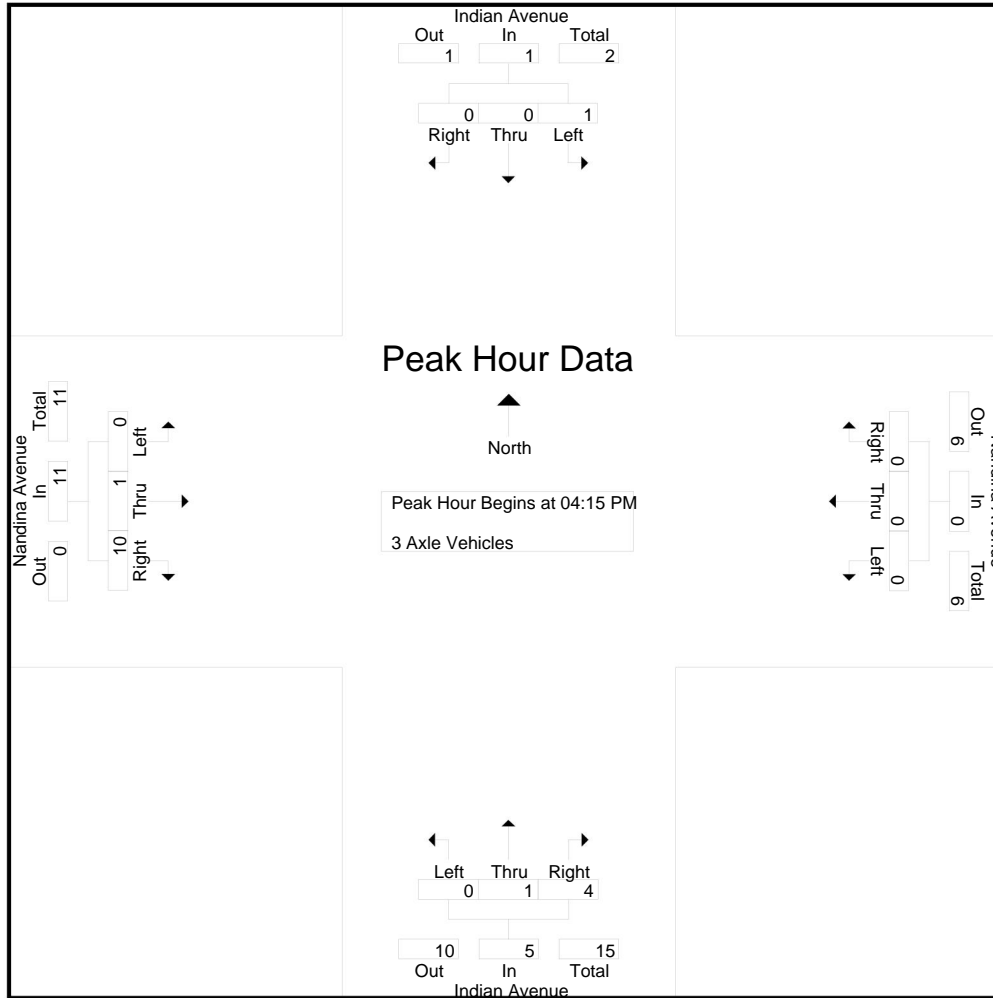 Indian Avenue
Out In Total
1 1 2
0 0 1
Right Thru Left
Peak Hour Data
North
Peak Hour Begins at 04:15 PM
3 Axle Vehicles
Nandina Avenue
Out In Total
0 11 11
10 1 0
Right Thru Left
Out In Total
6 0 6
0 0 0
Right Thru Left
Left Thru Right
0 1 4
10 5 15
Out In Total
Indian Avenue